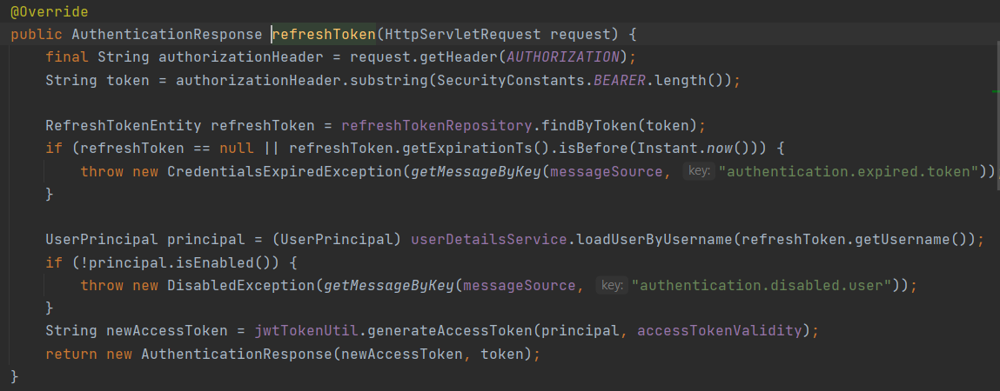 @Override
public AuthenticationResponse refreshToken(HttpServletRequest request) {
    final String authorizationHeader = request.getHeader(AUTHORIZATION);
    String token = authorizationHeader.substring(SecurityConstants.BEARER.length());

    RefreshTokenEntity refreshToken = refreshTokenRepository.findByToken(token);
    if (refreshToken == null || refreshToken.getExpirationTs().isBefore(Instant.now())) {
        throw new CredentialsExpiredException(getMessageByKey(messageSource, key: "authentication.expired.token"));
    }

    UserPrincipal principal = (UserPrincipal) userDetailsService.loadUserByUsername(refreshToken.getUsername());
    if (!principal.isEnabled()) {
        throw new DisabledException(getMessageByKey(messageSource, key: "authentication.disabled.user"));
    }
    String newAccessToken = jwtTokenUtil.generateAccessToken(principal, accessTokenValidity);
    return new AuthenticationResponse(newAccessToken, token);
}